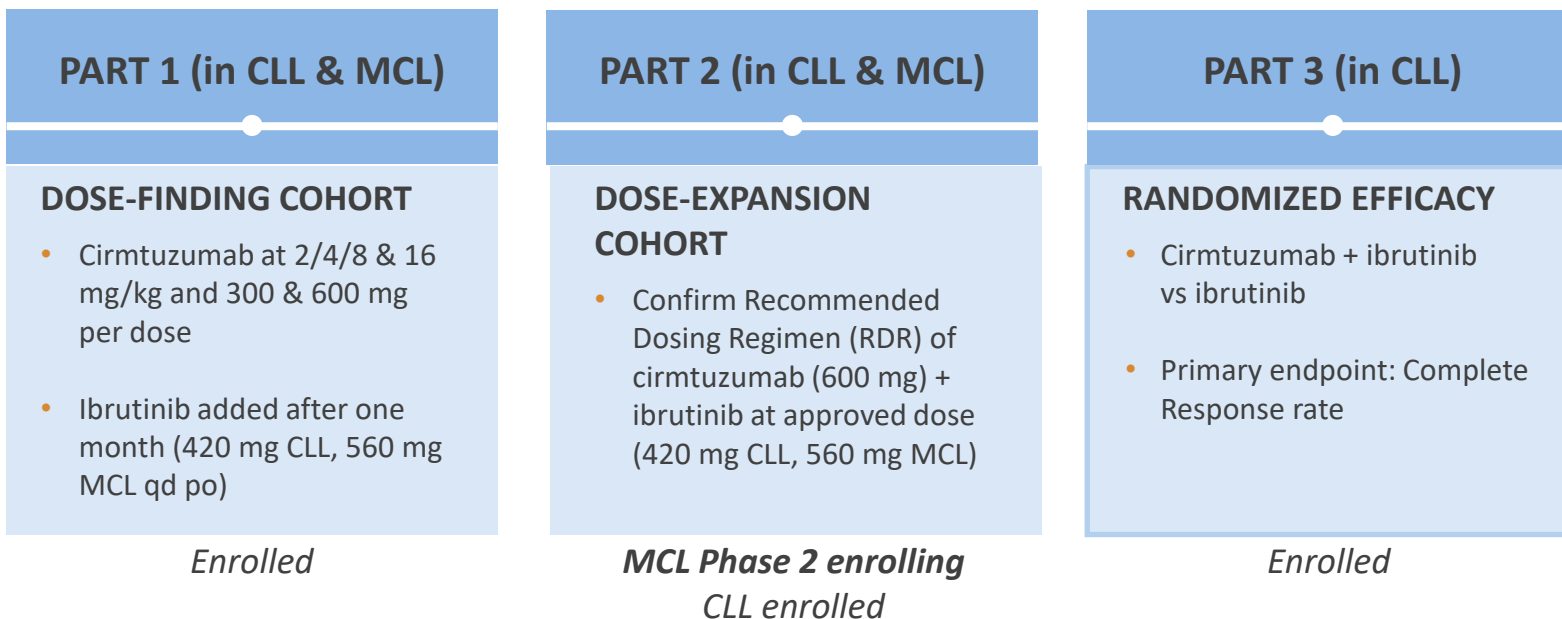 PART 1 (in CLL & MCL)
DOSE-FINDING COHORT
• Cirmtuzumab at 2/4/8 & 16
mg/kg and 300 & 600 mg
per dose
• Ibrutinib added after one
month (420 mg CLL, 560 mg
MCL qd po)
Enrolled
PART 2 (in CLL & MCL)
DOSE-EXPANSION
COHORT
• Confirm Recommended
Dosing Regimen (RDR) of
cirmtuzumab (600 mg) +
ibrutinib at approved dose
(420 mg CLL, 560 mg MCL)
MCL Phase 2 enrolling
CLL enrolled
PART 3 (in CLL)
RANDOMIZED EFFICACY
• Cirmtuzumab + ibrutinib
vs ibrutinib
• Primary endpoint: Complete
Response rate
Enrolled